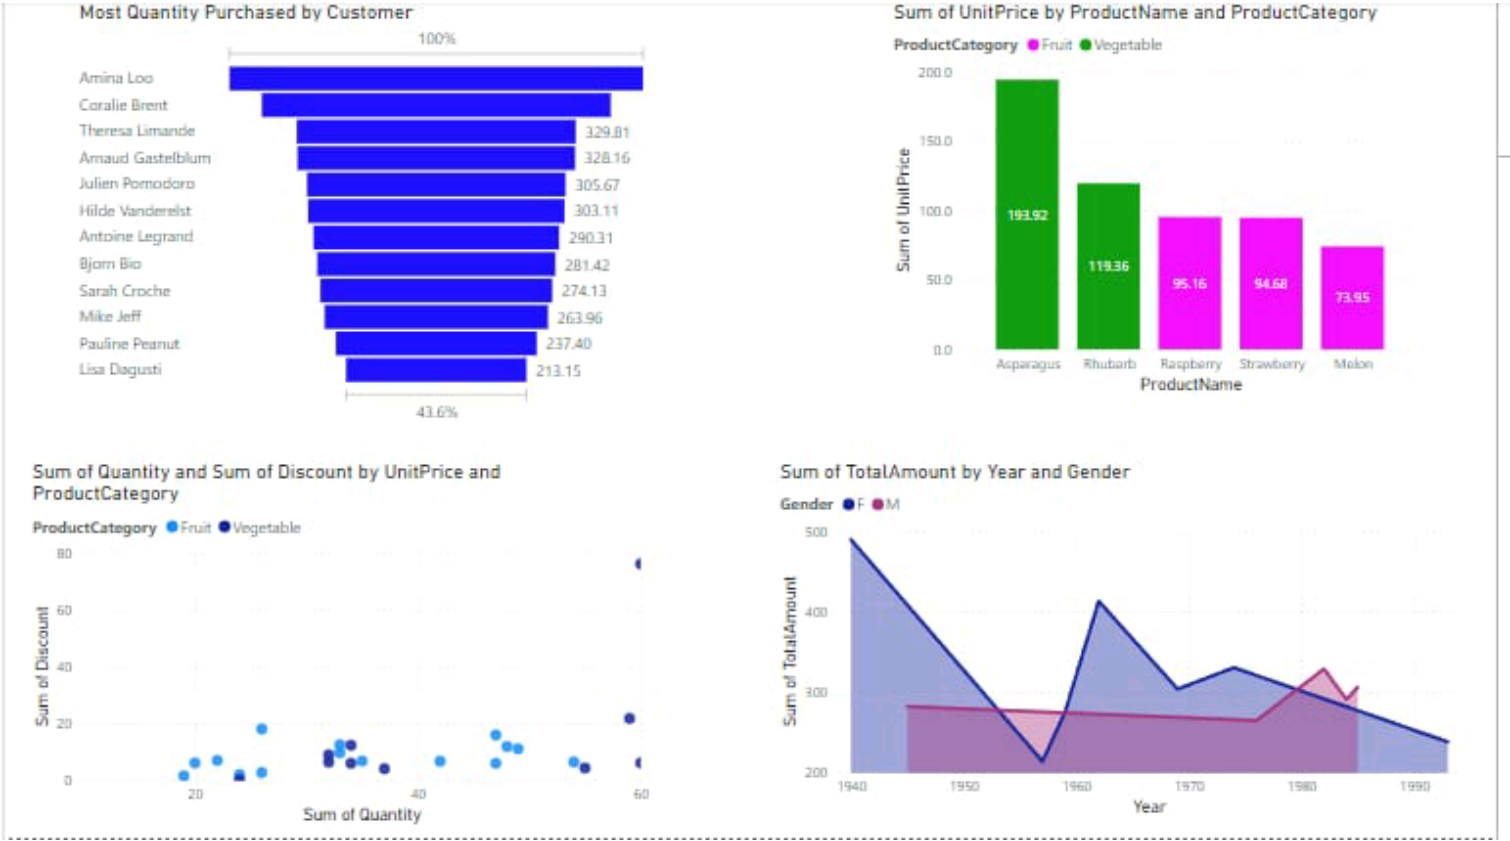 Most Quantity Purchased by Customer
100%
Amina Loo
Coralie Brent
Theresa Limande 329.81
Arnaud Gastelblum 328.16
Julien Pomodoro 305.67
Hilde Vanderelst 303.11
Antoine Legrand 290.31
Bjorn Bio 281.42
Sarah Croche 274.13
Mike Jeff 263.96
Pauline Peanut 237.40
Lisa Dagusti 213.15
43.6%
Sum of UnitPrice by ProductName and ProductCategory
ProductCategory Fruit Vegetable
Sum of UnitPrice
200.0
150.0
100.0
50.0
0.0
193.92
119.36
95.16
94.68
73.95
Asparagus Rhubarb Raspberry Strawberry Melon
ProductName
Sum of Quantity and Sum of Discount by UnitPrice and
ProductCategory
ProductCategory Fruit Vegetable
Sum of Discount
80
60
40
20
0
20 40 60
Sum of Quantity
Sum of TotalAmount by Year and Gender
Gender F M
Sum of TotalAmount
500
400
300
200
1940 1950 1960 1970 1980 1990
Year